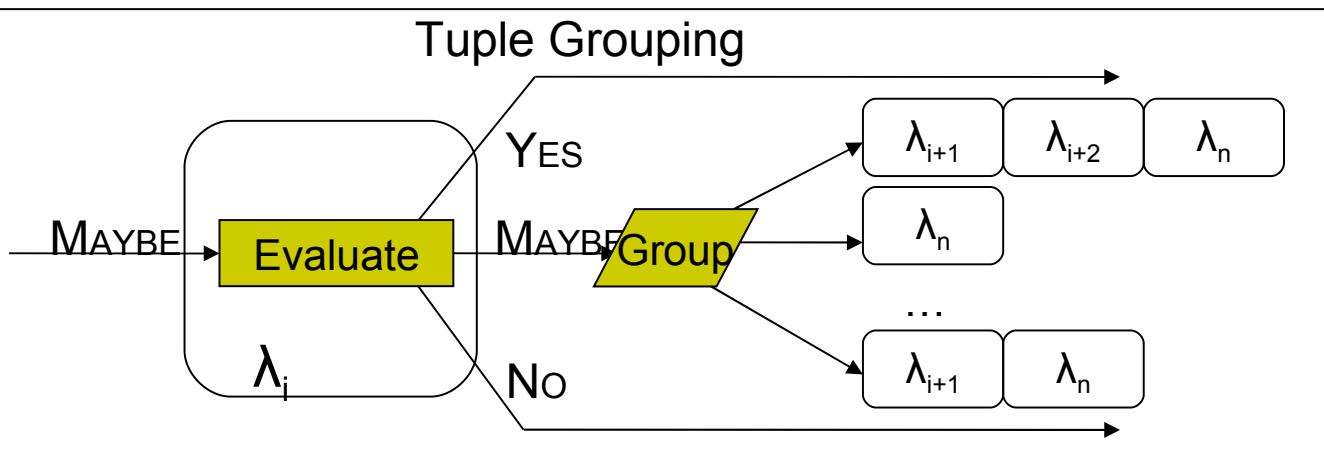 Tuple Grouping
YES
λi+1 λi+2 λn
MAYBE Evaluate MAYBE Group λn
...
λi NO λi+1 λn